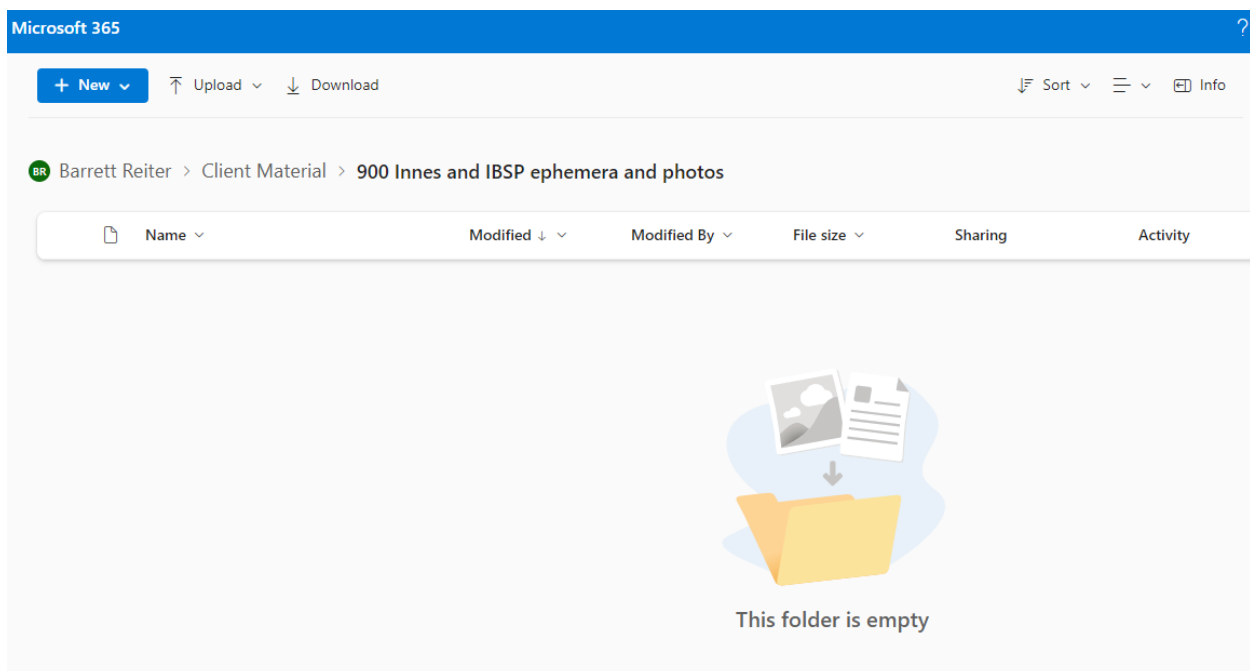 Microsoft 365
?
+ New Upload Download Sort Info
BR Barrett Reiter > Client Material > 900 Innes and IBSP ephemera and photos
Name Modified ↓ Modified By File size Sharing Activity
This folder is empty